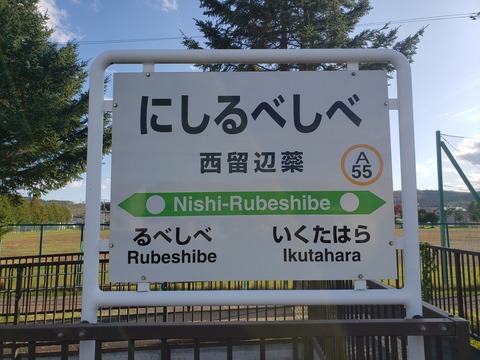 にしるべしべ
西留辺蘂
A
55
Nishi-Rubeshibe
るべしべ
Rubeshibe
いくたはら
Ikutahara